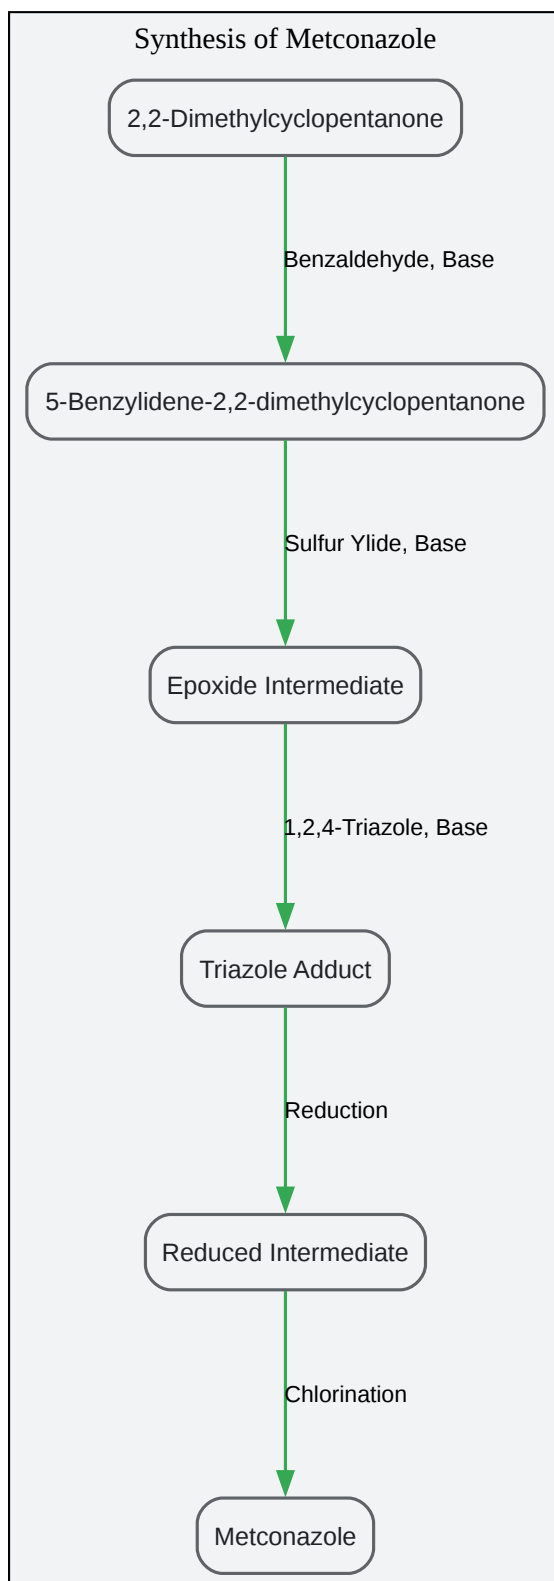 Synthesis of Metconazole
2,2-Dimethylcyclopentanone
Benzaldehyde, Base
5-Benzylidene-2,2-dimethylcyclopentanone
Sulfur Ylide, Base
Epoxide Intermediate
1,2,4-Triazole, Base
Triazole Adduct
Reduction
Reduced Intermediate
Chlorination
Metconazole